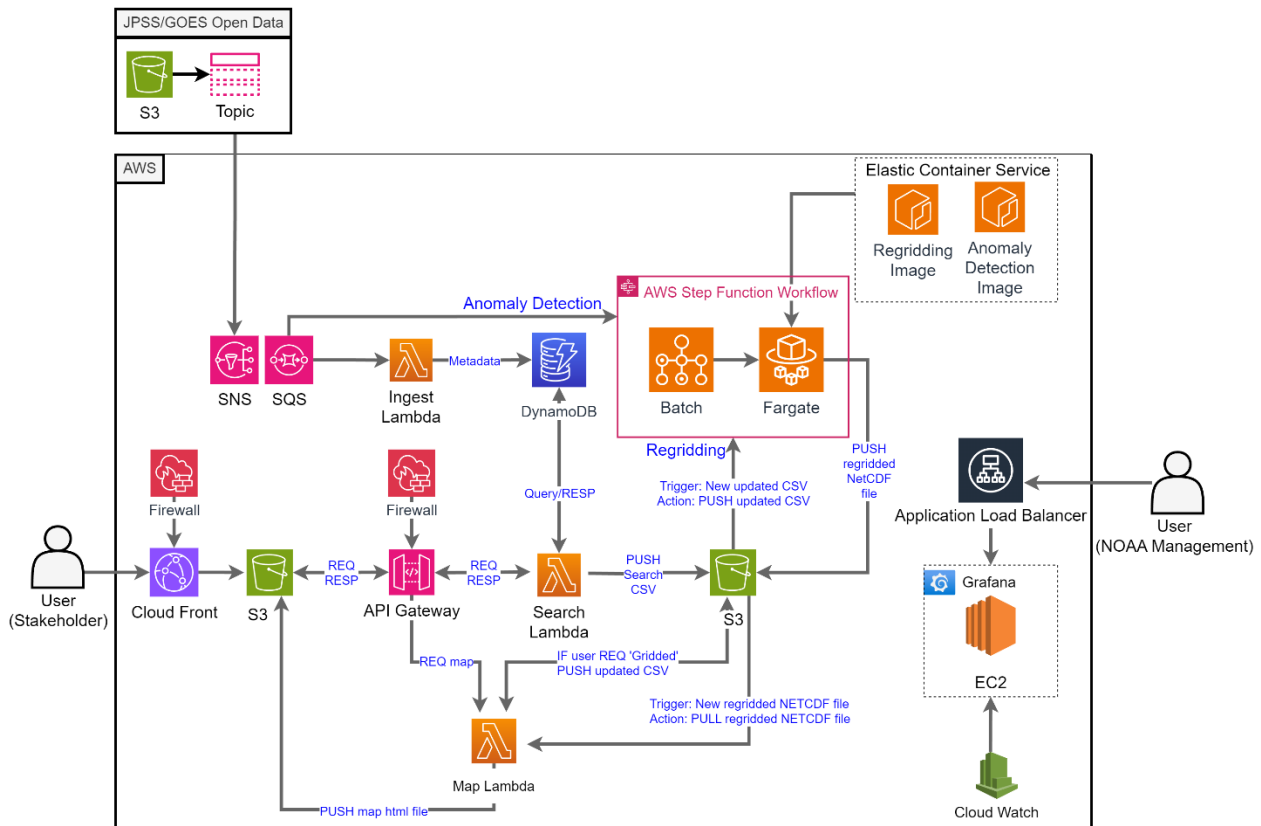 JPSS/GOES Open Data
S3
Topic
AWS
Elastic Container Service
Regridding
Image
Anomaly
Detection
Image
AWS Step Function Workflow
Anomaly Detection
Batch
Fargate
SNS
SQS
Ingest
Lambda
Metadata
DynamoDB
Regridding
PUSH
regridded
NetCDF
file
Trigger: New updated CSV
Action: PUSH updated CSV
Query/RESP
Firewall
Firewall
Application Load Balancer
User
(NOAA Management)
User
(Stakeholder)
Cloud Front
S3
REQ
RESP
API Gateway
REQ
RESP
Search
Lambda
PUSH
Search
CSV
S3
Grafana
EC2
REQ map
IF user REQ 'Gridded'
PUSH updated CSV
Trigger: New regridded NETCDF file
Action: PULL regridded NETCDF file
Map Lambda
PUSH map html file
Cloud Watch